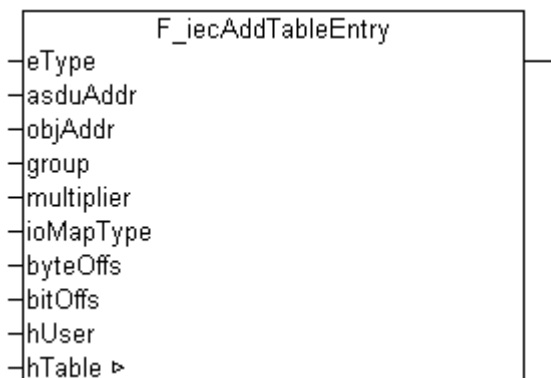 F_iecAddTableEntry
eType
asduAddr
objAddr
group
multiplier
ioMapType
byteOffs
bitOffs
hUser
hTable ▷